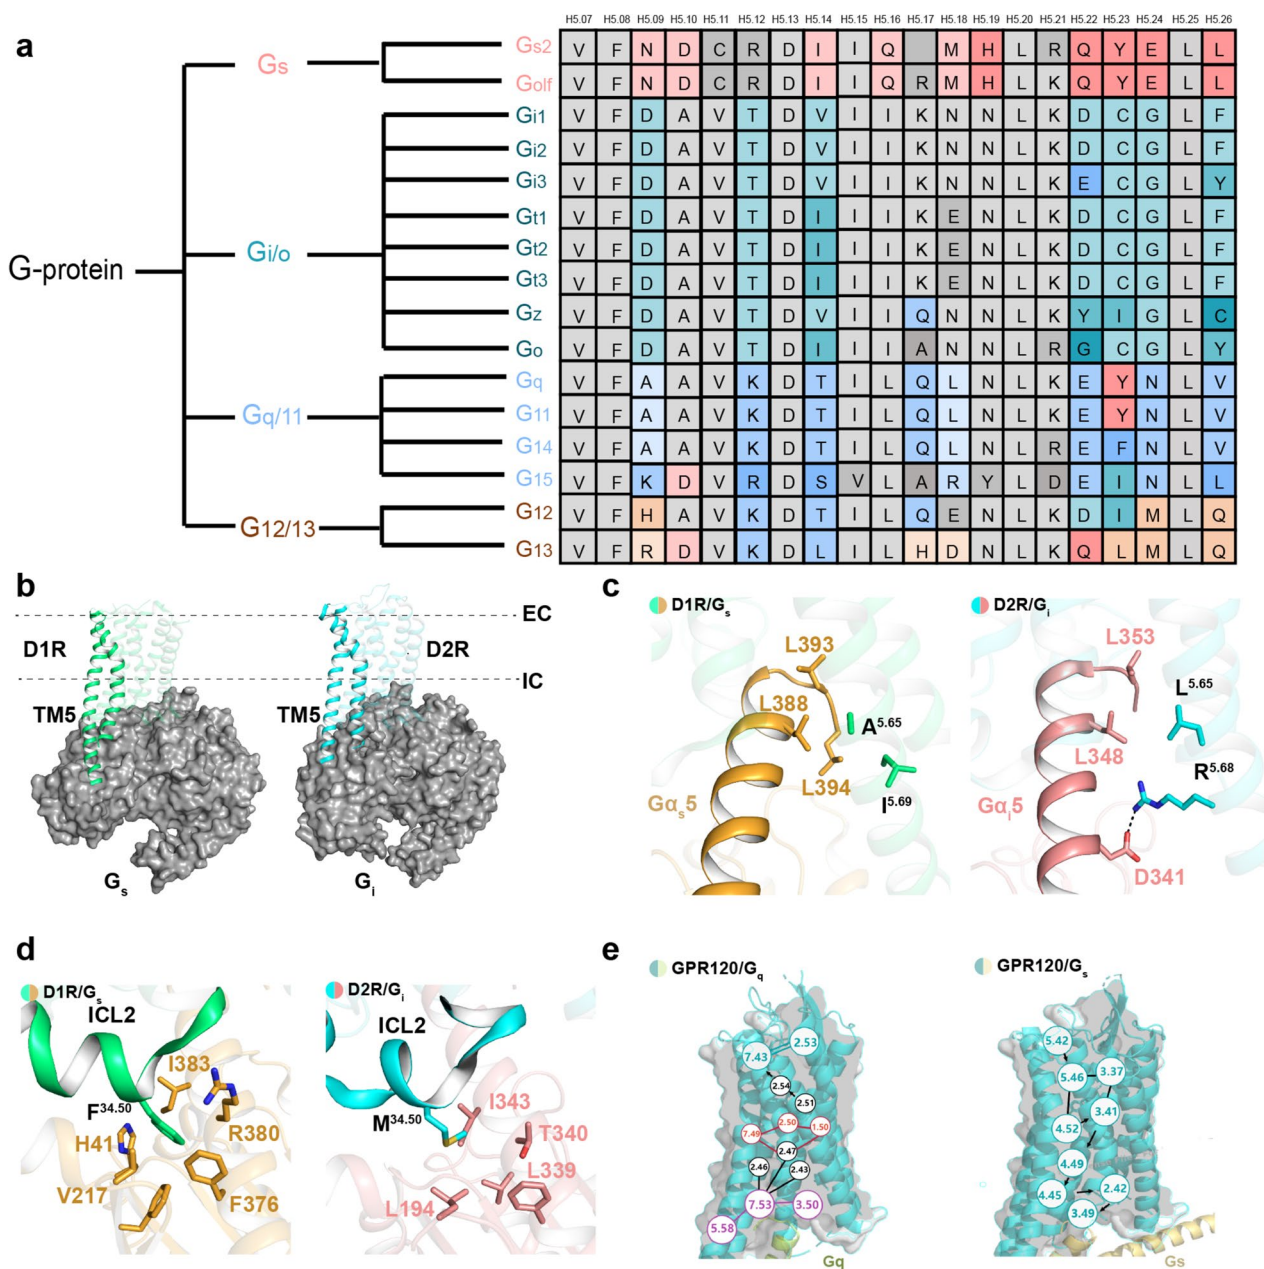 H5.07 H5.08 H5.09 H5.10 H5.11 H5.12 H5.13 H5.14 H5.15 H5.16 H5.17 H5.18 H5.19 H5.20 H5.21 H5.22 H5.23 H5.24 H5.25 H5.26
a
G-protein
Gs
Gi/o
Gq/11
G12/13
Gs2 V F N D C R D I I Q M H L R Q Y E L L
Golf V F N D C R D I I Q R M H L K Q Y E L L
Gi1 V F D A V T D V I I K N N L K D C G L F
Gi2 V F D A V T D V I I K N N L K D C G L F
Gi3 V F D A V T D V I I K N N L K E C G L Y
Gt1 V F D A V T D I I I K E N L K D C G L F
Gt2 V F D A V T D I I I K E N L K D C G L F
Gt3 V F D A V T D I I I K E N L K D C G L F
Gz V F D A V T D V I I Q N N L K Y I G L C
Go V F D A V T D I I I A N N L R G C G L Y
Gq V F A A V K D T I L Q L N L K E Y N L V
G11 V F A A V K D T I L Q L N L K E Y N L V
G14 V F A A V K D T I L Q L N L R E F N L V
G15 V F K D V R D S V L A R Y L D E I N L L
G12 V F H A V K D T I L Q E N L K D I M L Q
G13 V F R D V K D L I L H D N L K Q L M L Q
b
EC
D1R D2R
IC
TM5 TM5
Gs Gi
c
D1R/Gs
L393
L388
A5.65
L394
I5.69
Gαs5
D2R/Gi
L353
L5.65
L348
R5.68
Gαi5
D341
d
D1R/Gs
ICL2
I383
F34.50
R380
H41
V217
F376
D2R/Gi
ICL2
I343
M34.50
T340
L339
L194
e
GPR120/Gq
2.53
7.43
2.54
2.51
2.50
7.49 1.50
2.47
2.46 2.43
7.53 3.50
5.58
Gq
GPR120/Gs
5.42
5.46 3.37
3.41
4.52
4.49
4.45 2.42
3.49
Gs